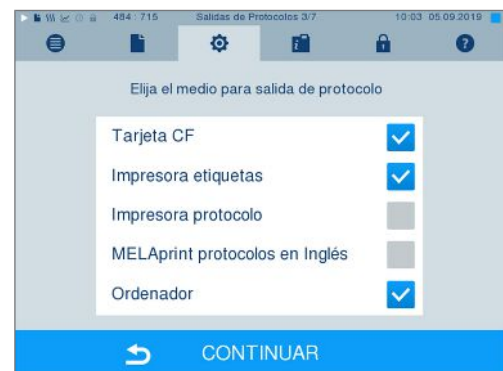 484 : 715 Salidas de Protocolos 3/7 10:03 05.09.2019
Elija el medio para salida de protocolo
Tarjeta CF
Impresora etiquetas
Impresora protocolo
MELAprint protocolos en Inglés
Ordenador
CONTINUAR